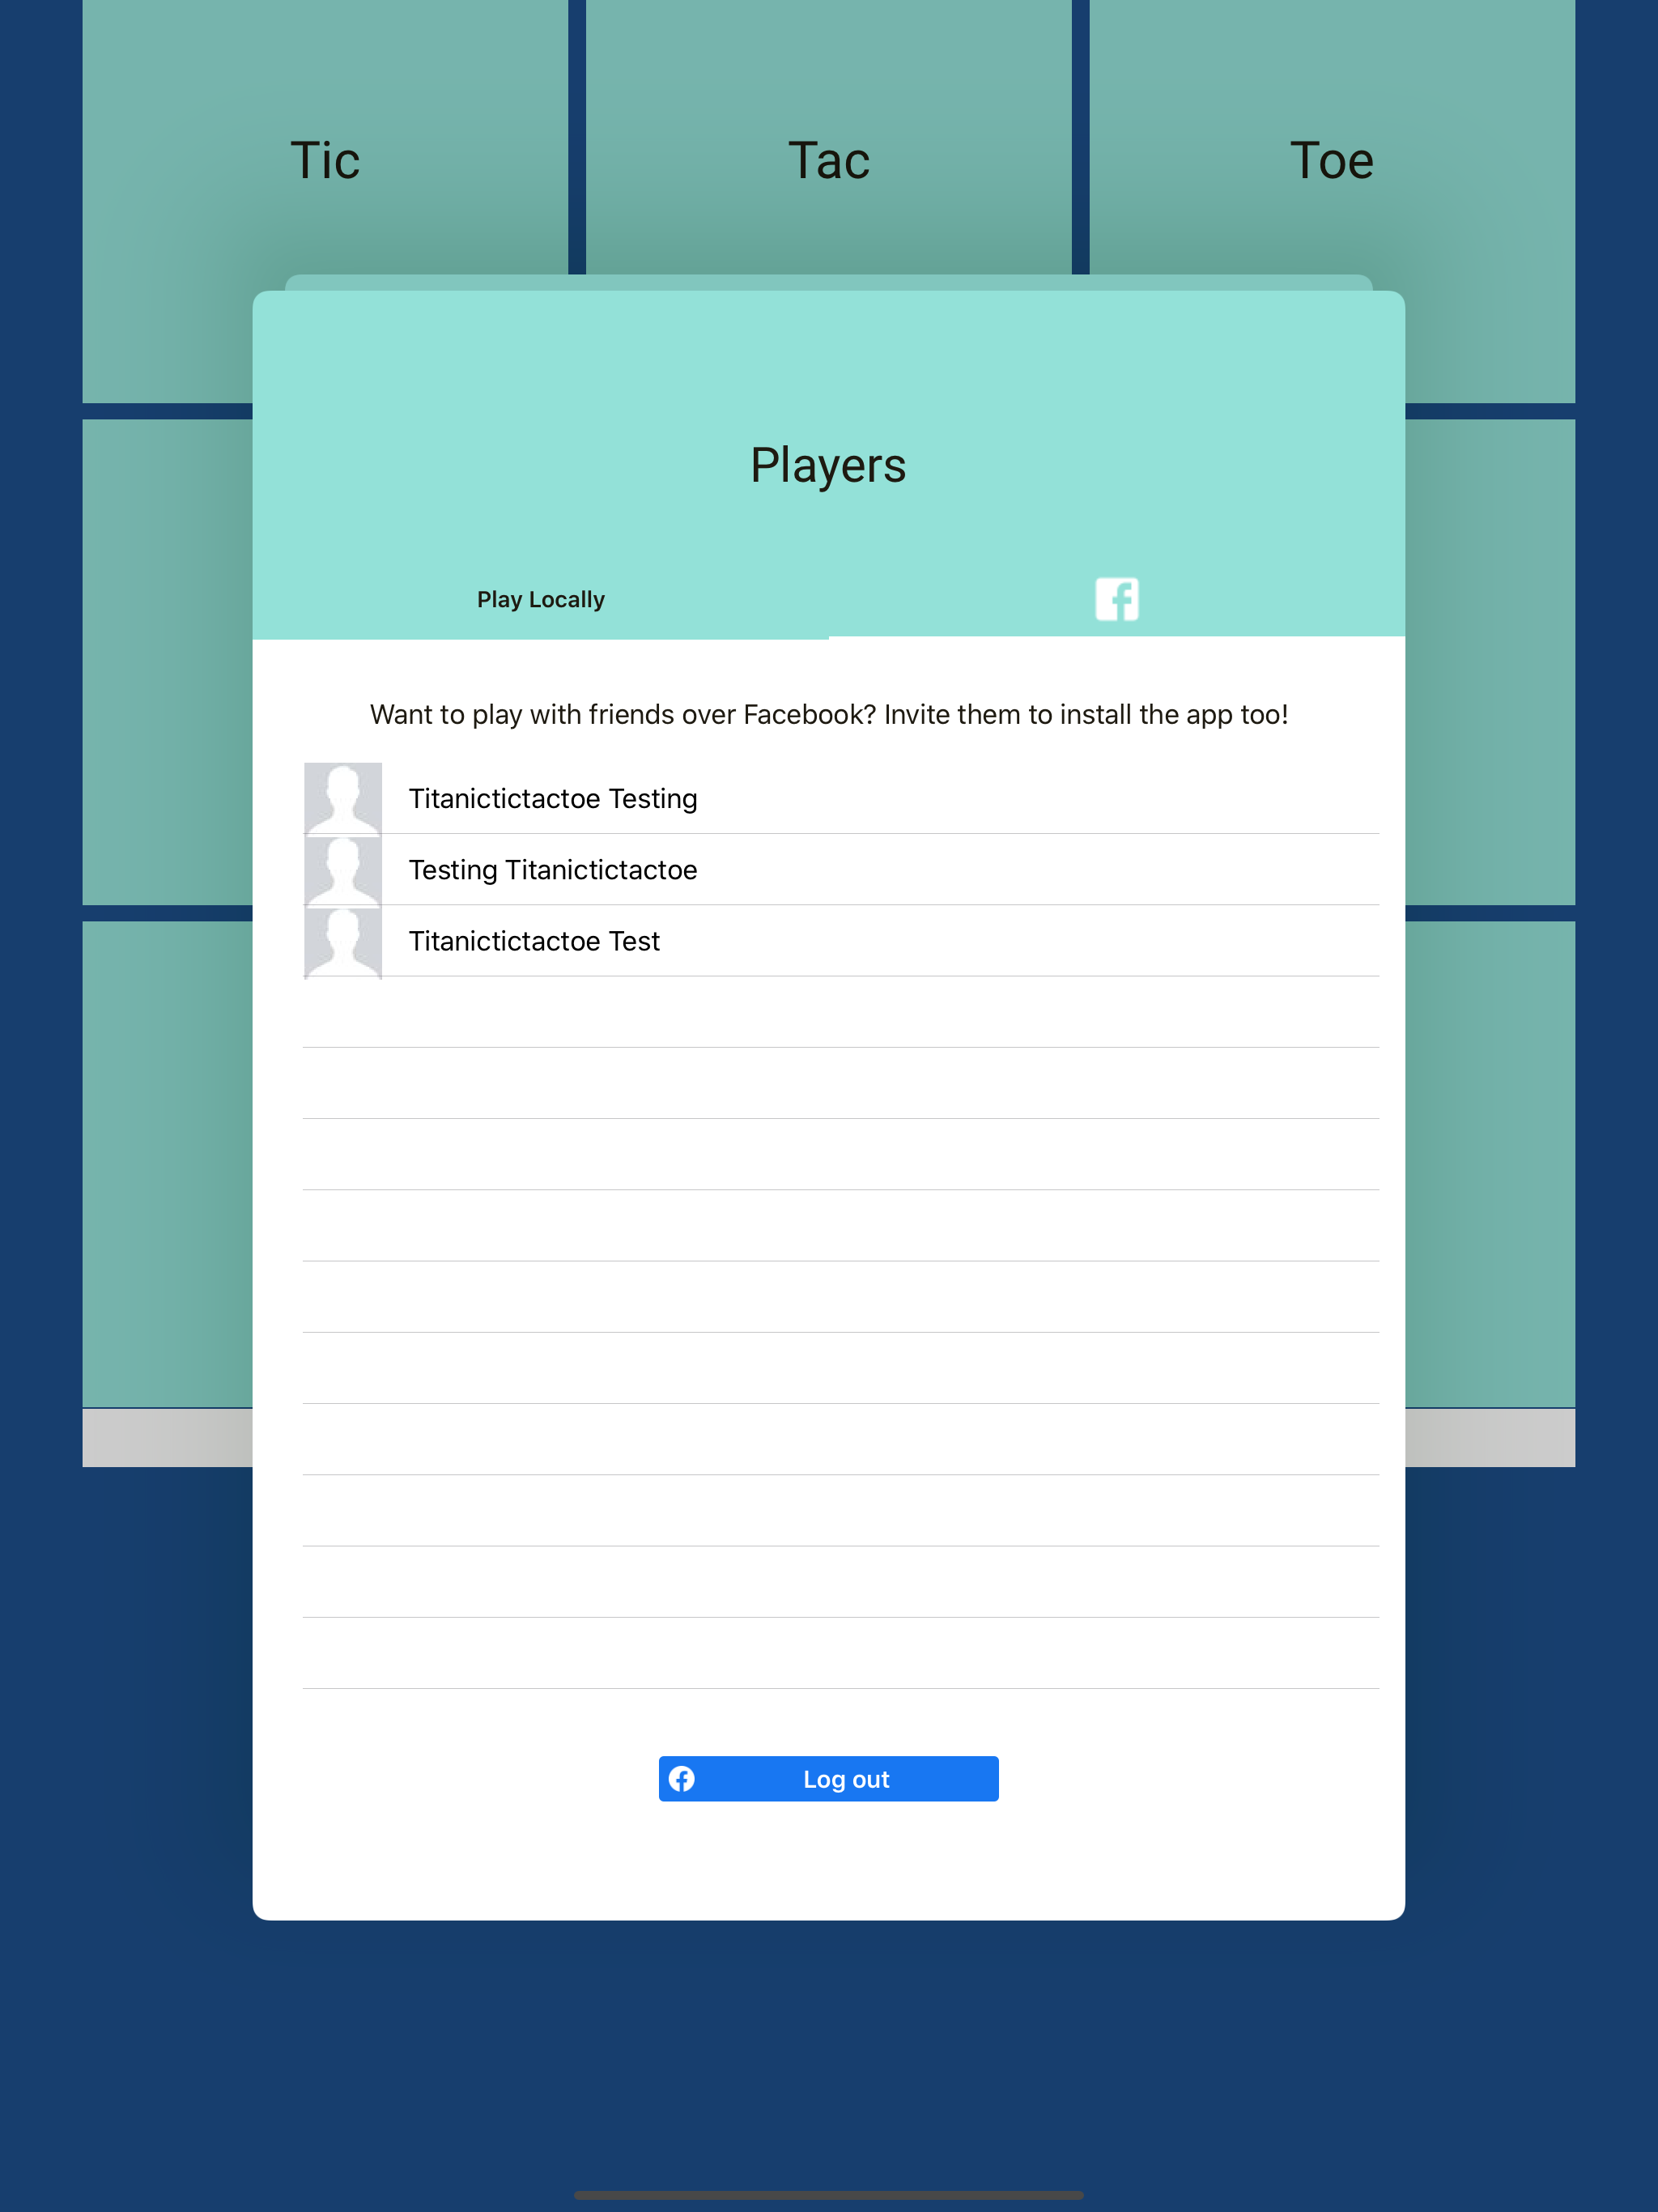 Tic
Tac
Toe
Players
Play Locally
Want to play with friends over Facebook? Invite them to install the app too!
Titanictictactoe Testing
Testing Titanictictactoe
Titanictictactoe Test
Log out